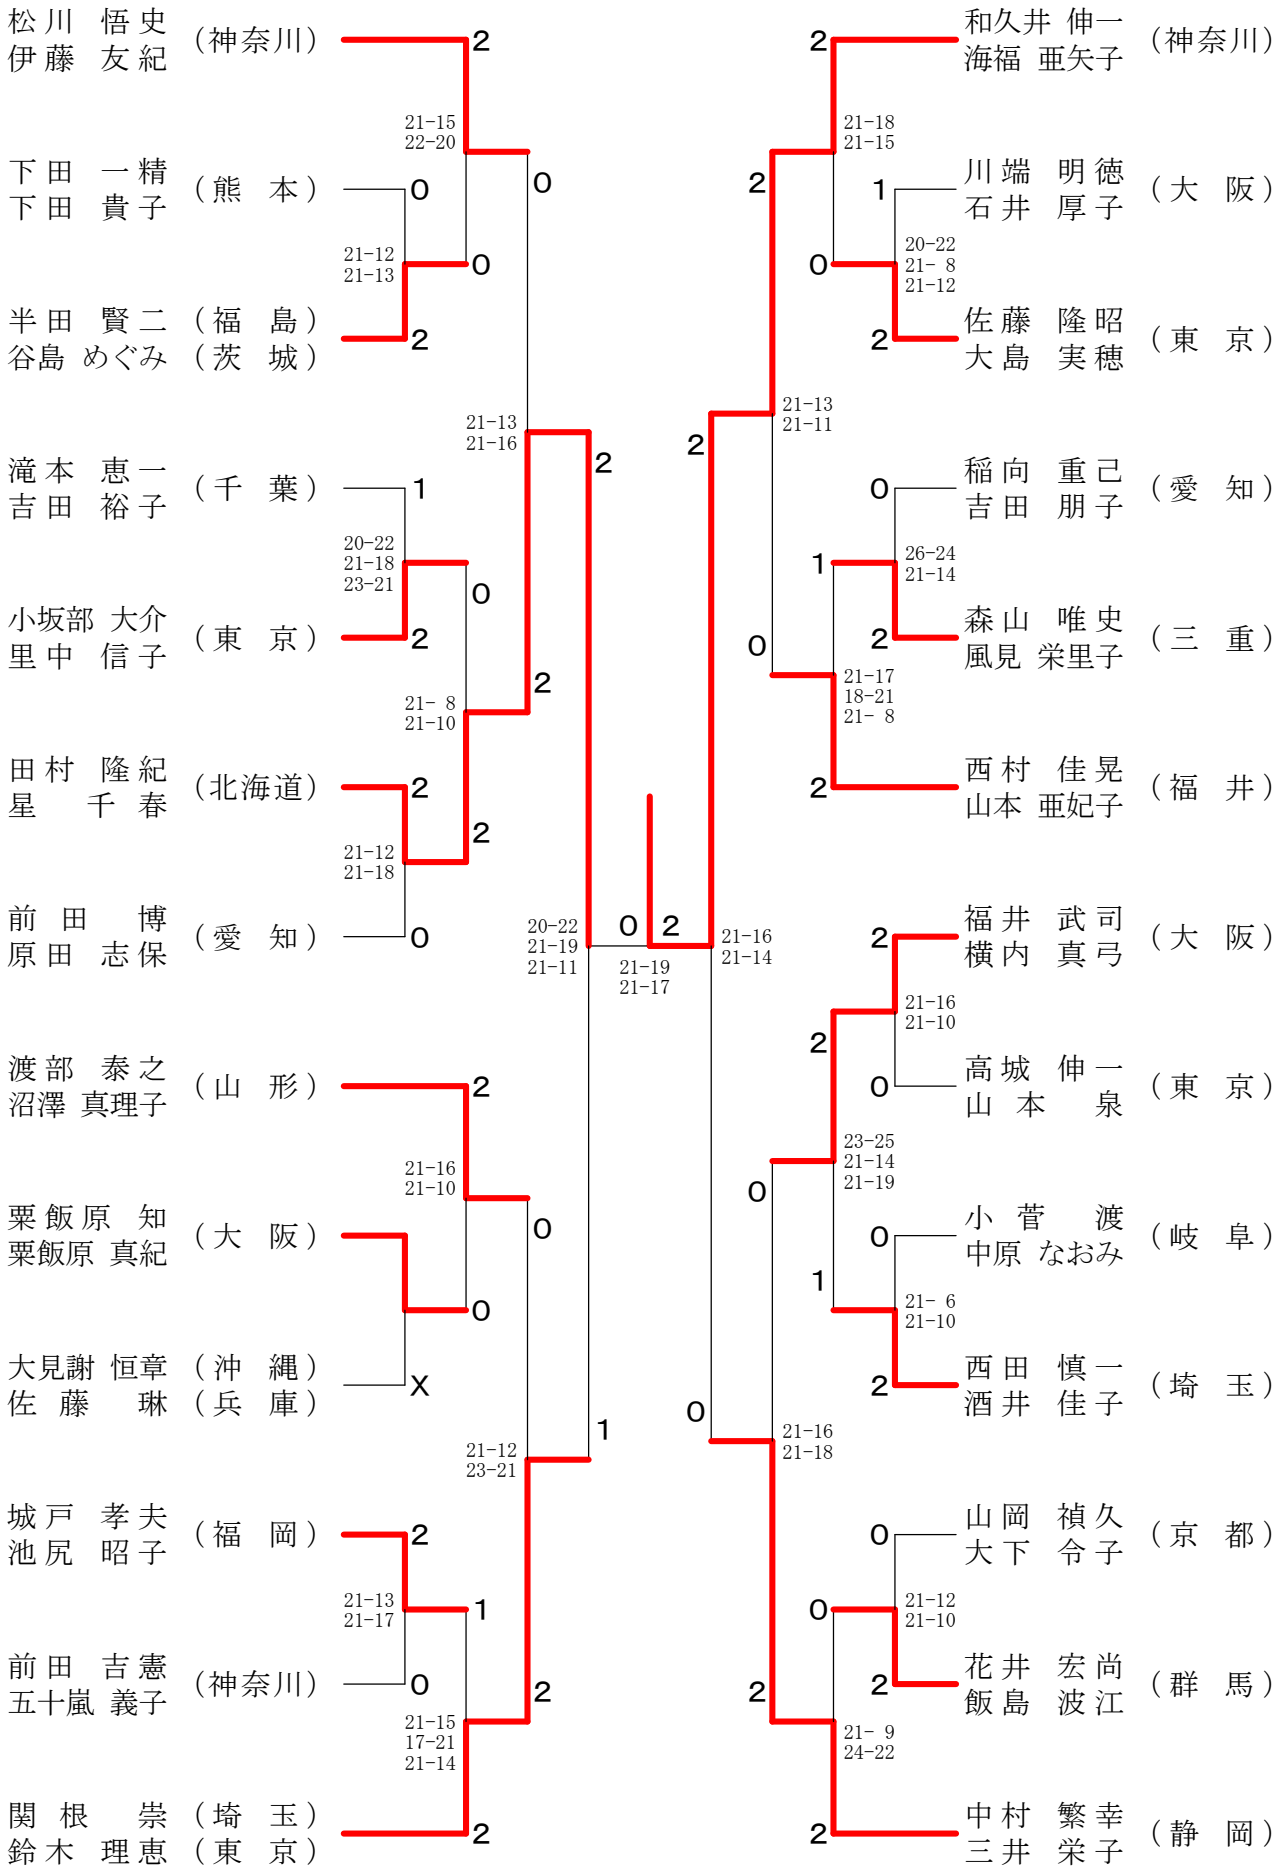 松川 悟史
伊藤 友紀
(神奈川)
2
21-15
22-20
0
下田 一精
下田 貴子
(熊 本)
0
21-12
21-13
0
半田 賢二 (福 島)
谷島 めぐみ (茨 城)
2
21-13
21-16
2
滝本 恵一
吉田 裕子
(千 葉)
1
20-22
21-18
23-21
0
小坂部 大介
里中 信子
(東 京)
2
21- 8
21-10
2
田村 隆紀
星 千春
(北海道)
2
21-12
21-18
2
前田 博
原田 志保
(愛 知)
0
20-22
21-19
21-11
0
2
21-19
21-17
渡部 泰之
沼澤 真理子
(山 形)
2
21-16
21-10
0
粟飯原 知
粟飯原 真紀
(大 阪)
0
大見謝 恒章 (沖 縄)
佐藤 琳 (兵 庫)
X
21-12
23-21
1
城戸 孝夫
池尻 昭子
(福 岡)
2
21-13
21-17
1
前田 吉憲
五十嵐 義子
(神奈川)
0
2
21-15
17-21
21-14
関根 崇 (埼 玉)
鈴木 理恵 (東 京)
2
2
和久井 伸一
海福 亜矢子
(神奈川)
21-18
21-15
2
1
川端 明徳
石井 厚子
(大 阪)
0
20-22
21- 8
21-12
2
佐藤 隆昭
大島 実穂
(東 京)
2
21-13
21-11
0
稲向 重己
吉田 朋子
(愛 知)
1
26-24
21-14
2
森山 唯史
風見 栄里子
(三 重)
0
21-17
18-21
21- 8
2
西村 佳晃
山本 亜妃子
(福 井)
21-16
21-14
2
福井 武司
横内 真弓
(大 阪)
2
21-16
21-10
0
高城 伸一
山本 泉
(東 京)
0
23-25
21-14
21-19
0
小菅 渡
中原 なおみ
(岐 阜)
1
21- 6
21-10
2
西田 慎一
酒井 佳子
(埼 玉)
0
21-16
21-18
0
山岡 禎久
大下 令子
(京 都)
0
21-12
21-10
2
花井 宏尚
飯島 波江
(群 馬)
2
21- 9
24-22
2
中村 繁幸
三井 栄子
(静 岡)